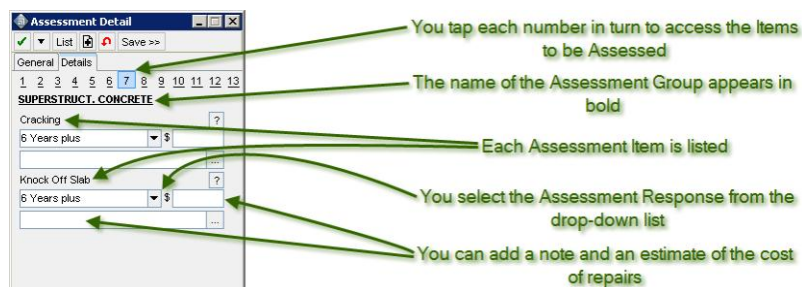 Assessment Detail
List Save >>
General Details
1 2 3 4 5 6 7 8 9 10 11 12 13
SUPERSTRUCT. CONCRETE
Cracking ?
6 Years plus $
...
Knock Off Slab ?
6 Years plus $
...
You tap each number in turn to access the Items
to be Assessed
The name of the Assessment Group appears in
bold
Each Assessment Item is listed
You select the Assessment Response from the
drop-down list
You can add a note and an estimate of the cost
of repairs